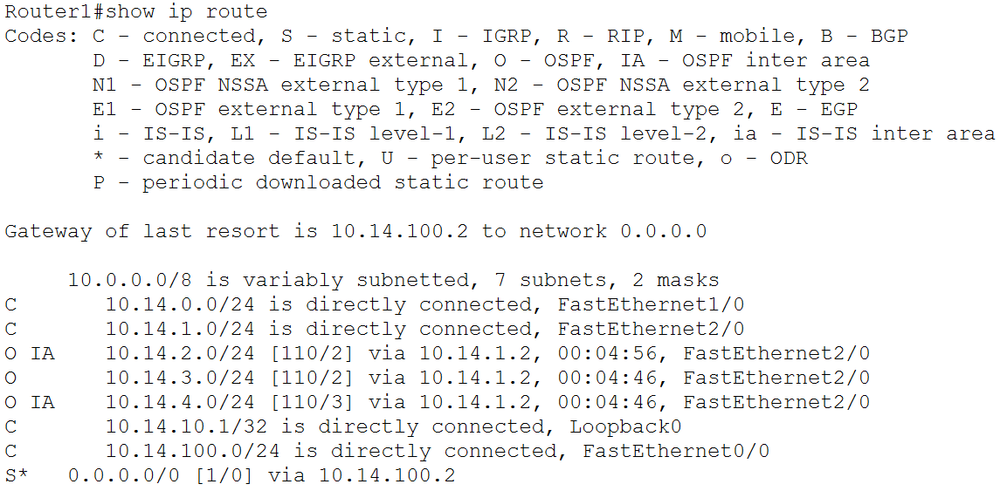 Router1#show ip route
Codes: C - connected, S - static, I - IGRP, R - RIP, M - mobile, B - BGP
D - EIGRP, EX - EIGRP external, O - OSPF, IA - OSPF inter area
N1 - OSPF NSSA external type 1, N2 - OSPF NSSA external type 2
E1 - OSPF external type 1, E2 - OSPF external type 2, E - EGP
i - IS-IS, L1 - IS-IS level-1, L2 - IS-IS level-2, ia - IS-IS inter area
* - candidate default, U - per-user static route, o - ODR
P - periodic downloaded static route
Gateway of last resort is 10.14.100.2 to network 0.0.0.0
10.0.0.0/8 is variably subnetted, 7 subnets, 2 masks
C 10.14.0.0/24 is directly connected, FastEthernet1/0
C 10.14.1.0/24 is directly connected, FastEthernet2/0
O IA 10.14.2.0/24 [110/2] via 10.14.1.2, 00:04:56, FastEthernet2/0
O 10.14.3.0/24 [110/2] via 10.14.1.2, 00:04:46, FastEthernet2/0
O IA 10.14.4.0/24 [110/3] via 10.14.1.2, 00:04:46, FastEthernet2/0
C 10.14.10.1/32 is directly connected, Loopback0
C 10.14.100.0/24 is directly connected, FastEthernet0/0
S* 0.0.0.0/0 [1/0] via 10.14.100.2